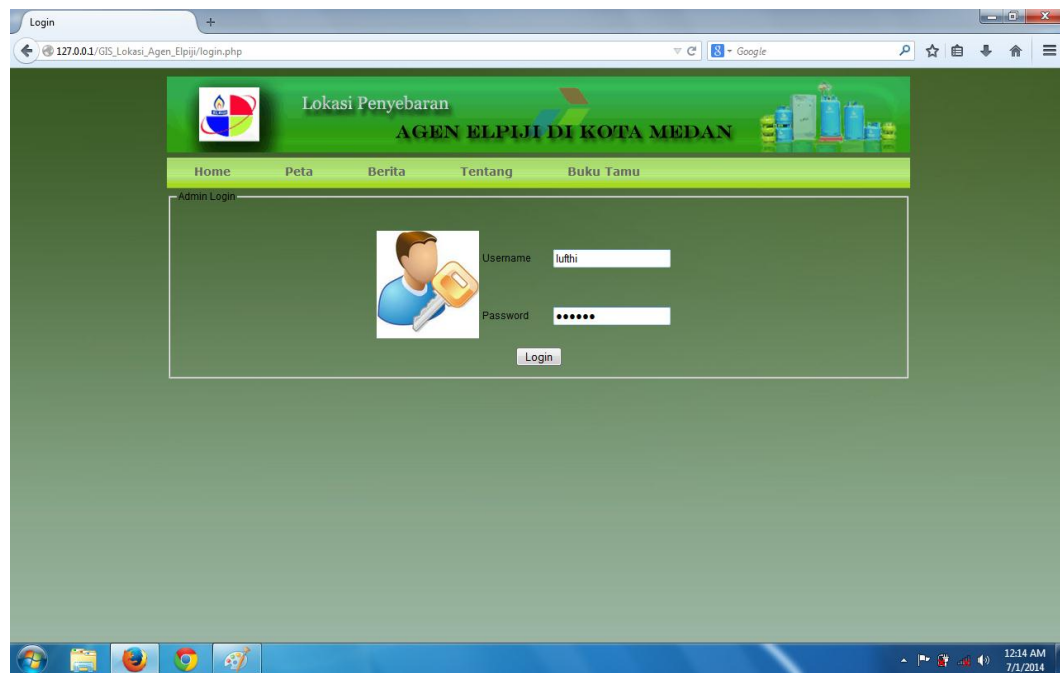 Login
127.0.0.1/GIS_Lokasi_Agen_Elpiji/login.php
Google
Lokasi Penyebaran
AGEN ELPIJI DI KOTA MEDAN
Home Peta Berita Tentang Buku Tamu
Admin Login
Username lufthi
Password ••••••
Login
12:14 AM
7/1/2014